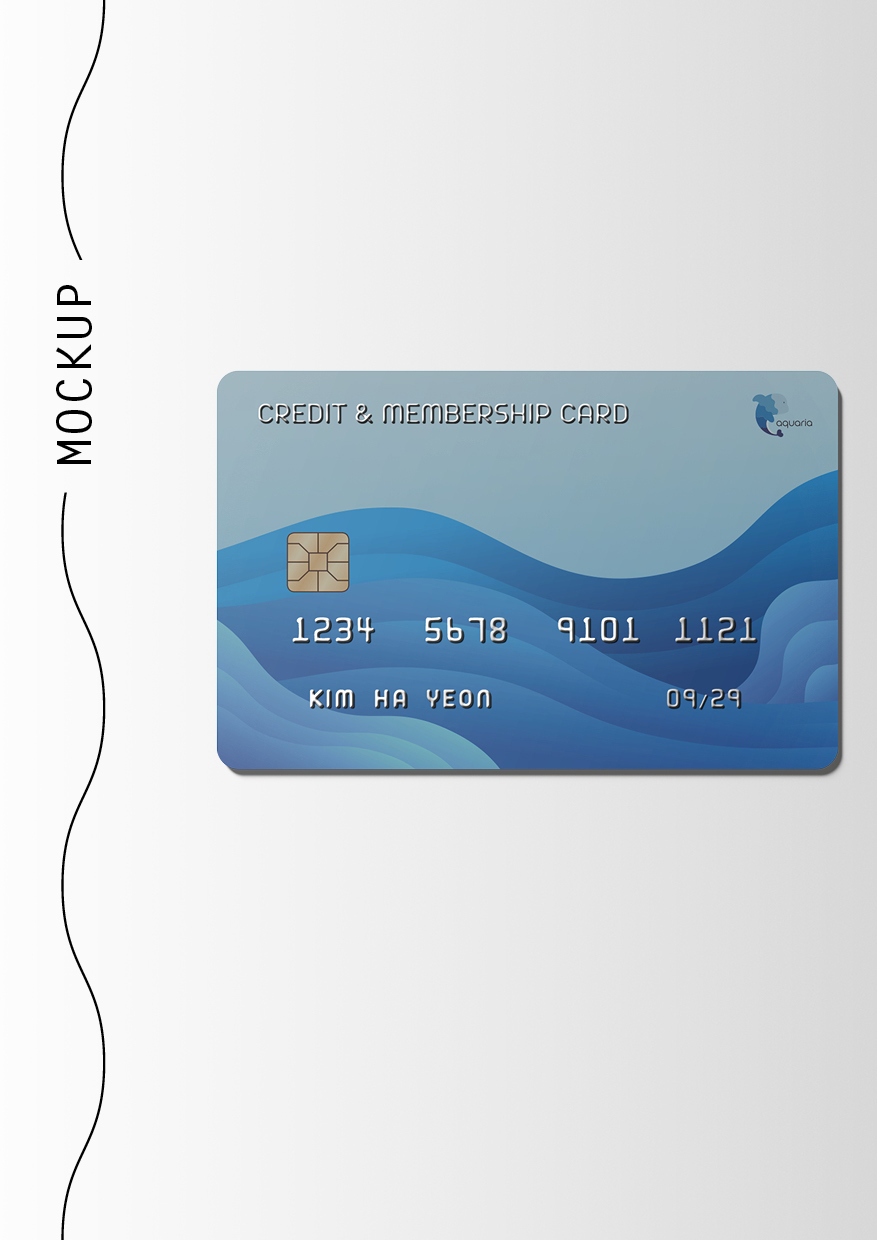 MOCKUP
CREDIT & MEMBERSHIP CARD
aquaria
1234 5678 9101 1121
KIM HA YEON 09/29